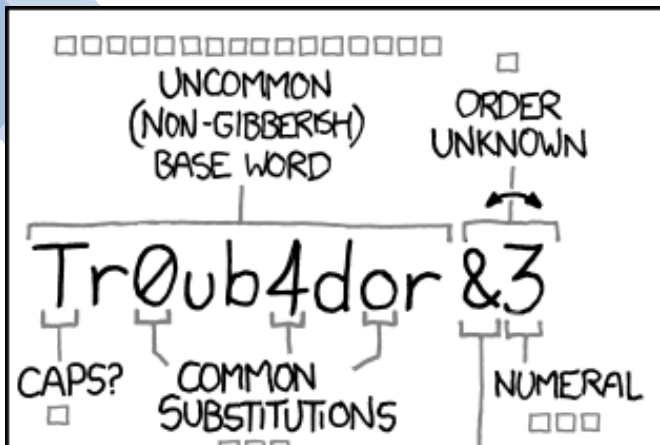 UNCOMMON
(NON-GIBBERISH)
BASE WORD
ORDER
UNKNOWN
Tr0ub4dor &3
CAPS?
COMMON
SUBSTITUTIONS
NUMERAL